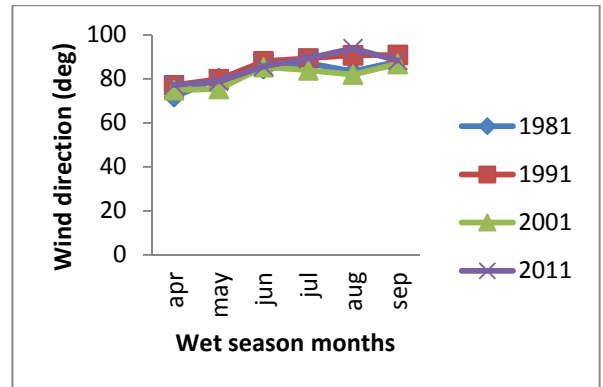 100
80
60
40
20
0
Wind direction (deg)
apr
may
jun
jul
aug
sep
Wet season months
1981
1991
2001
2011